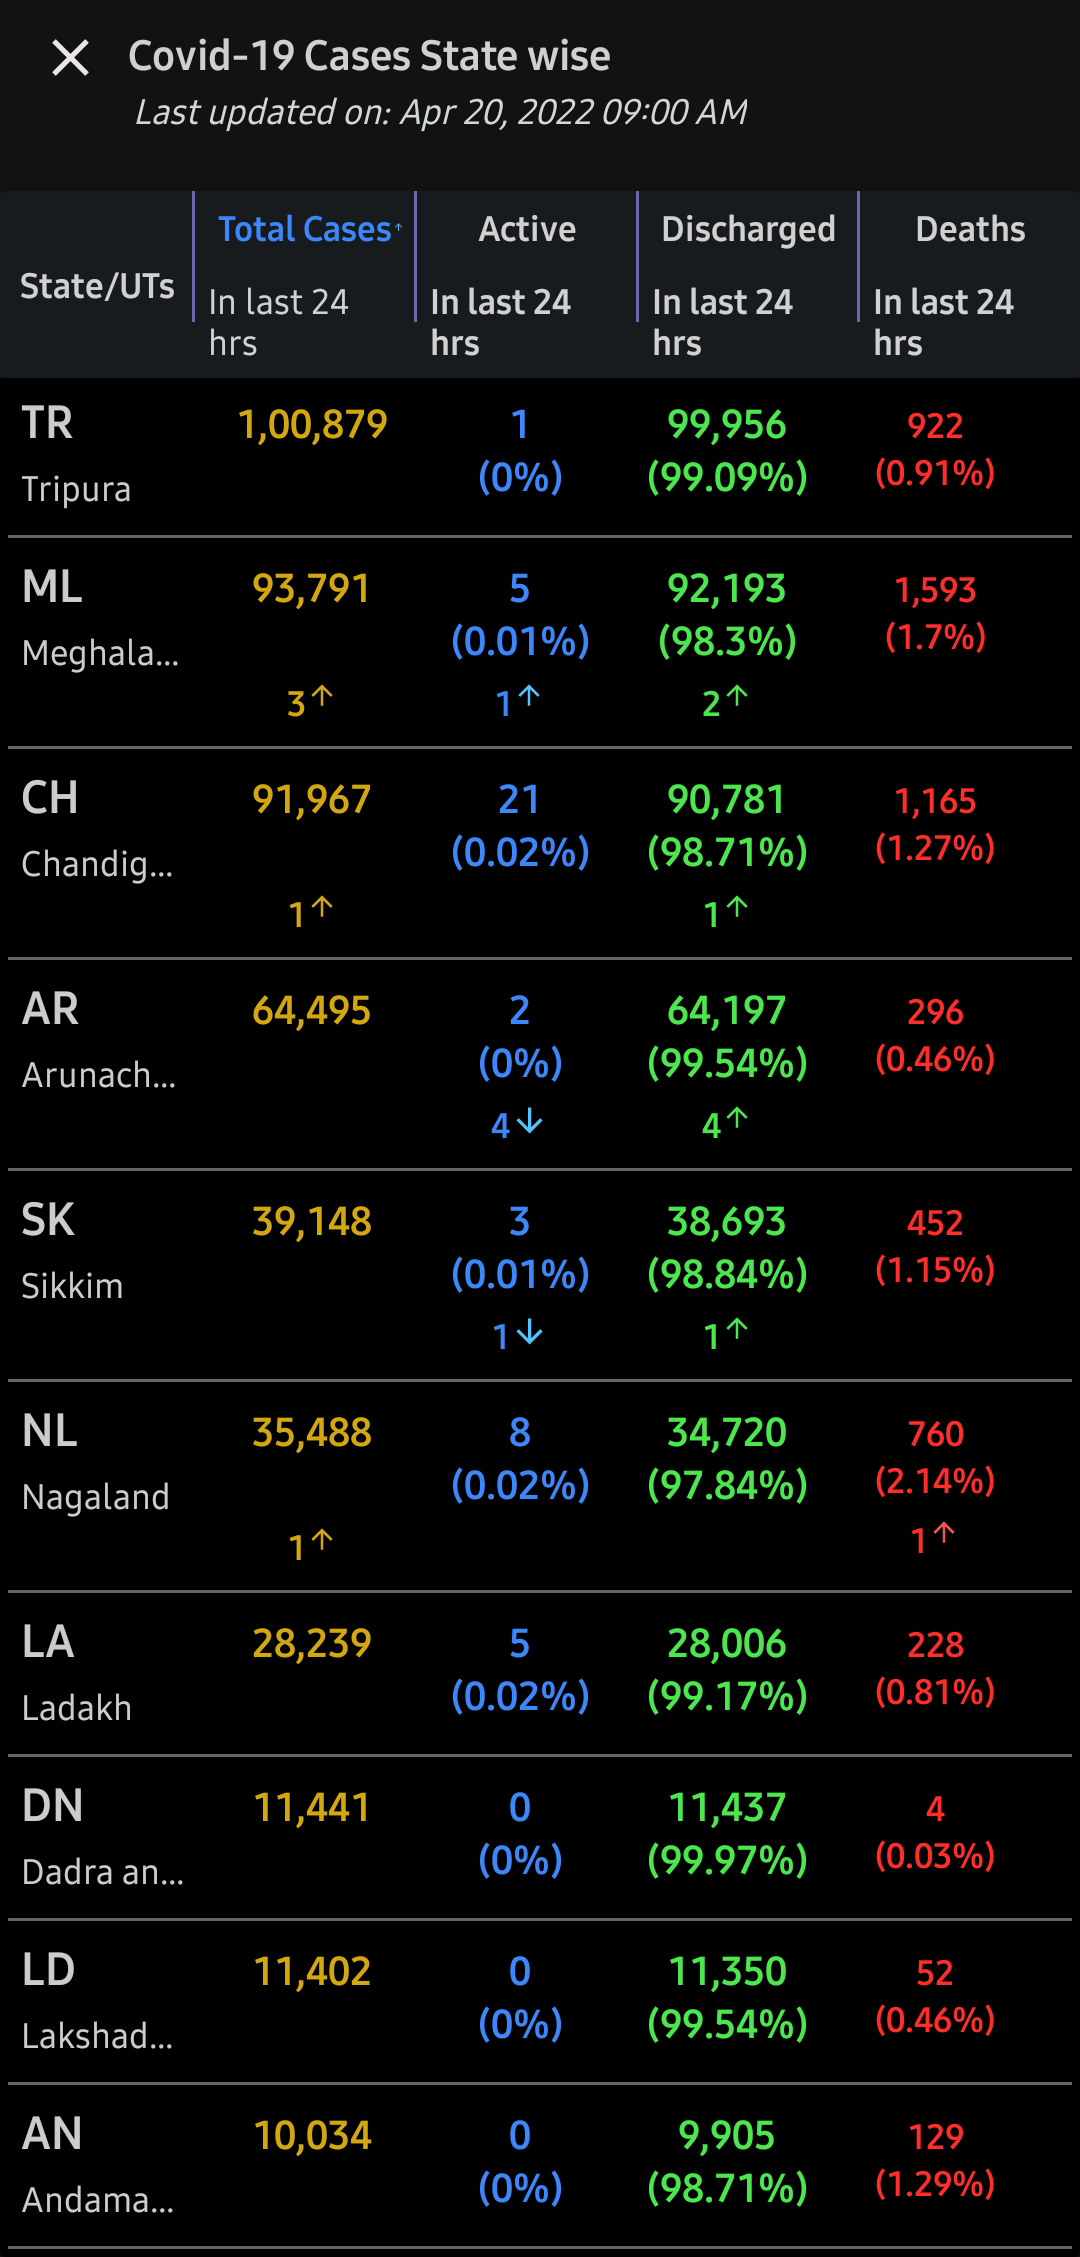 Covid-19 Cases State wise
Last updated on: Apr 20, 2022 09:00 AM
State/UTs Total Cases↑ Active Discharged Deaths
In last 24 hrs In last 24 hrs In last 24 hrs In last 24 hrs
TR 1,00,879 1 99,956 922
Tripura (0%) (99.09%) (0.91%)
ML 93,791 5 92,193 1,593
Meghala... (0.01%) (98.3%) (1.7%)
3↑ 1↑ 2↑
CH 91,967 21 90,781 1,165
Chandig... (0.02%) (98.71%) (1.27%)
1↑ 1↑
AR 64,495 2 64,197 296
Arunach... (0%) (99.54%) (0.46%)
4↓ 4↑
SK 39,148 3 38,693 452
Sikkim (0.01%) (98.84%) (1.15%)
1↓ 1↑
NL 35,488 8 34,720 760
Nagaland (0.02%) (97.84%) (2.14%)
1↑ 1↑
LA 28,239 5 28,006 228
Ladakh (0.02%) (99.17%) (0.81%)
DN 11,441 0 11,437 4
Dadra an... (0%) (99.97%) (0.03%)
LD 11,402 0 11,350 52
Lakshad... (0%) (99.54%) (0.46%)
AN 10,034 0 9,905 129
Andama... (0%) (98.71%) (1.29%)